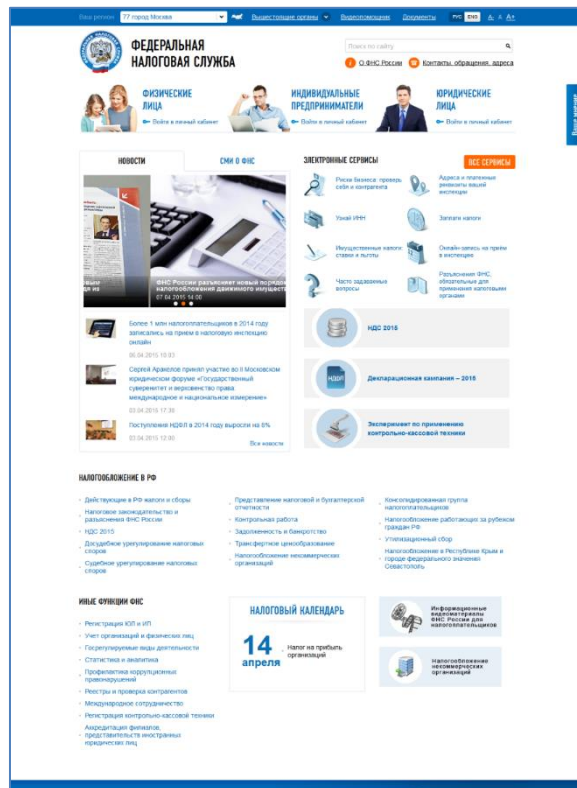 Ваш регион: 77 город Москва
Вышестоящие органы
Видеопомощник
Документы
РУС ENG
A- A A+
ФЕДЕРАЛЬНАЯ
НАЛОГОВАЯ СЛУЖБА
Поиск по сайту
О ФНС России
Контакты, обращения, адреса
ФИЗИЧЕСКИЕ
ЛИЦА
Войти в личный кабинет
ИНДИВИДУАЛЬНЫЕ
ПРЕДПРИНИМАТЕЛИ
Войти в личный кабинет
ЮРИДИЧЕСКИЕ
ЛИЦА
Войти в личный кабинет
Ваше мнение
НОВОСТИ
СМИ О ФНС
ФНС России разъясняет новый порядок
налогообложения движимого имущест
07.04.2015 14:00
Более 1 млн налогоплательщиков в 2014 году
записались на прием в налоговую инспекцию
онлайн
Сергей Аракелов принял участие во II Московском
юридическом форуме «Государственный
суверенитет и верховенство права:
международное и национальное измерение»
03.04.2015 17:38
Поступления НДФЛ в 2014 году выросли на 8%
03.04.2015 12:00
Все новости
ЭЛЕКТРОННЫЕ СЕРВИСЫ
ВСЕ СЕРВИСЫ
Риски бизнеса: проверь
себя и контрагента
Адреса и платежные
реквизиты вашей
инспекции
Узнай ИНН
Заплати налоги
Имущественные налоги:
ставки и льготы
Онлайн-запись на приём
в инспекцию
Часто задаваемые
вопросы
Разъяснения ФНС,
обязательные для
применения налоговыми
органами
НДС 2015
Декларационная кампания – 2015
Эксперимент по применению
контрольно-кассовой техники
НАЛОГООБЛОЖЕНИЕ В РФ
Действующие в РФ налоги и сборы
Налоговое законодательство и
разъяснения ФНС России
НДС 2015
Досудебное урегулирование налоговых
споров
Судебное урегулирование налоговых
споров
Представление налоговой и бухгалтерской
отчетности
Контрольная работа
Задолженность и банкротство
Трансфертное ценообразование
Налогообложение некоммерческих
организаций
Консолидированная группа
налогоплательщиков
Налогообложение работающих за рубежом
граждан РФ
Утилизационный сбор
Налогообложение в Республике Крым и
городе федерального значения
Севастополь
ИНЫЕ ФУНКЦИИ ФНС
Регистрация ЮЛ и ИП
Учет организаций и физических лиц
Госрегулируемые виды деятельности
Статистика и аналитика
Профилактика коррупционных
правонарушений
Реестры и проверка контрагентов
Международное сотрудничество
Регистрация контрольно-кассовой техники
Аккредитация филиалов,
представительств иностранных
юридических лиц
НАЛОГОВЫЙ КАЛЕНДАРЬ
14
апреля
Налог на прибыль
организаций
Информационные
видеоматериалы
ФНС России для
налогоплательщиков
Налогообложение
некоммерческих
организаций